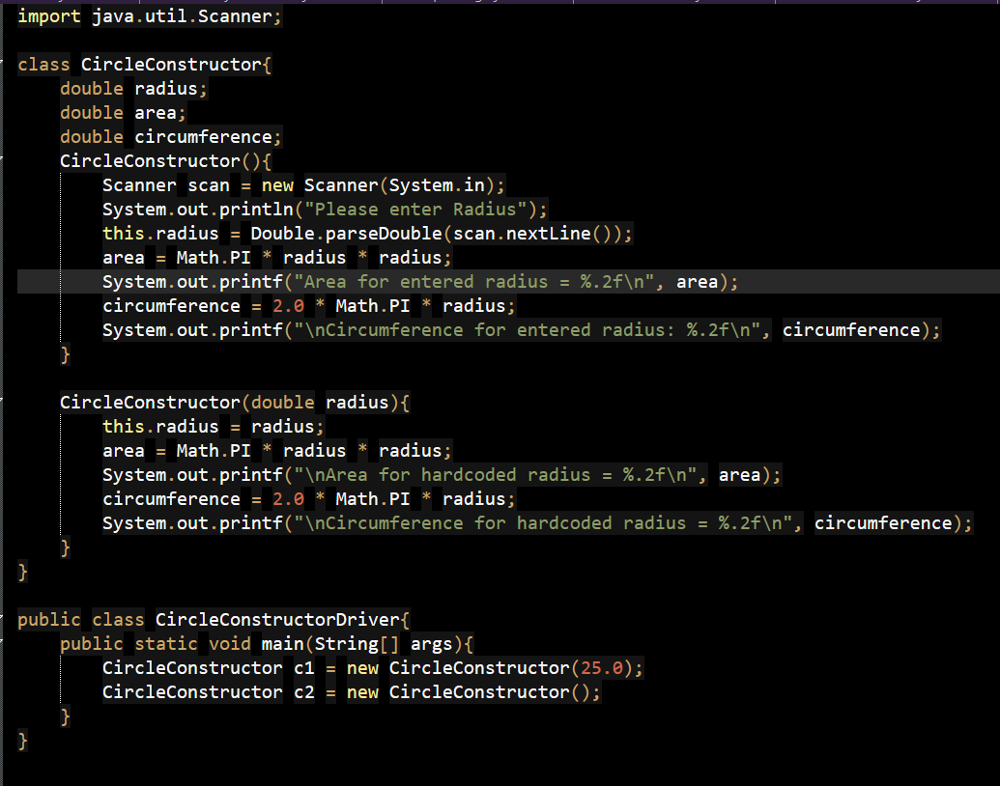 import java.util.Scanner;
class CircleConstructor{
    double radius;
    double area;
    double circumference;
    CircleConstructor(){
        Scanner scan = new Scanner(System.in);
        System.out.println("Please enter Radius");
        this.radius = Double.parseDouble(scan.nextLine());
        area = Math.PI * radius * radius;
        System.out.printf("Area for entered radius = %.2f\n", area);
        circumference = 2.0 * Math.PI * radius;
        System.out.printf("\nCircumference for entered radius: %.2f\n", circumference);
    }
    CircleConstructor(double radius){
        this.radius = radius;
        area = Math.PI * radius * radius;
        System.out.printf("\nArea for hardcoded radius = %.2f\n", area);
        circumference = 2.0 * Math.PI * radius;
        System.out.printf("\nCircumference for hardcoded radius = %.2f\n", circumference);
    }
}
public class CircleConstructorDriver{
    public static void main(String[] args){
        CircleConstructor c1 = new CircleConstructor(25.0);
        CircleConstructor c2 = new CircleConstructor();
    }
}